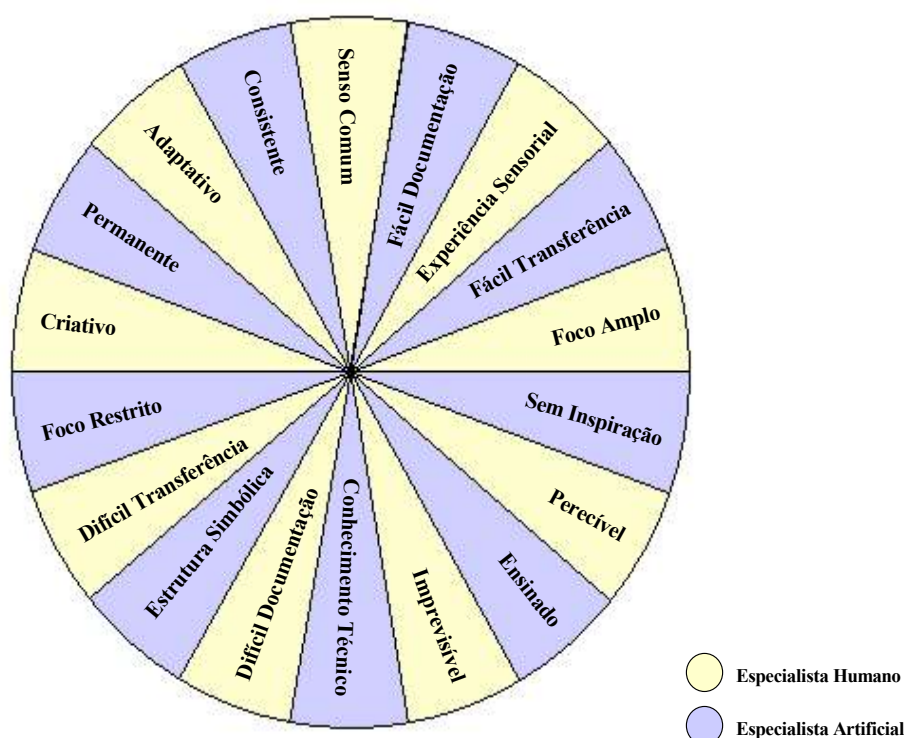 Senso Comum
Fácil Documentação
Experiência Sensorial
Fácil Transferência
Foco Amplo
Sem Inspiração
Perecível
Ensinado
Imprevisível
Conhecimento Técnico
Difícil Documentação
Estrutura Simbólica
Difícil Transferência
Foco Restrito
Criativo
Permanente
Adaptativo
Consistente
Especialista Humano
Especialista Artificial